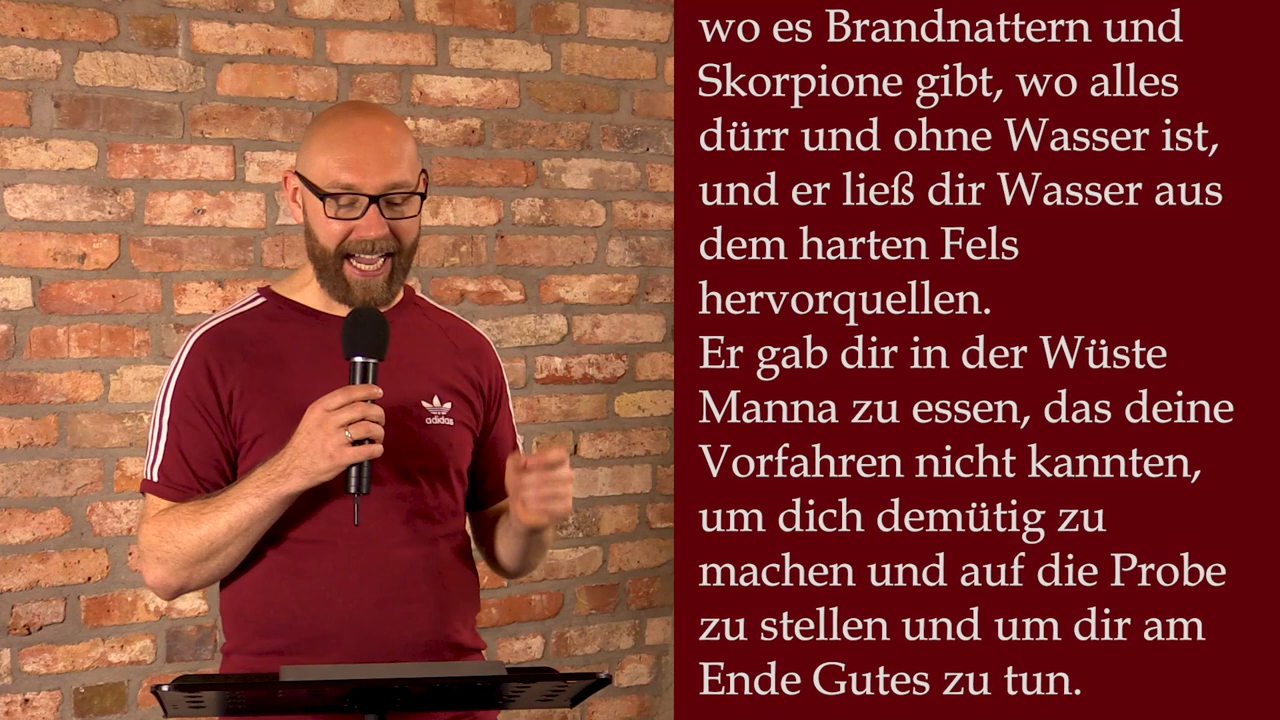 wo es Brandnattern und
Skorpione gibt, wo alles
dürr und ohne Wasser ist,
und er ließ dir Wasser aus
dem harten Fels
hervorquellen.
Er gab dir in der Wüste
Manna zu essen, das deine
Vorfahren nicht kannten,
um dich demütig zu
machen und auf die Probe
zu stellen und um dir am
Ende Gutes zu tun.
adidas